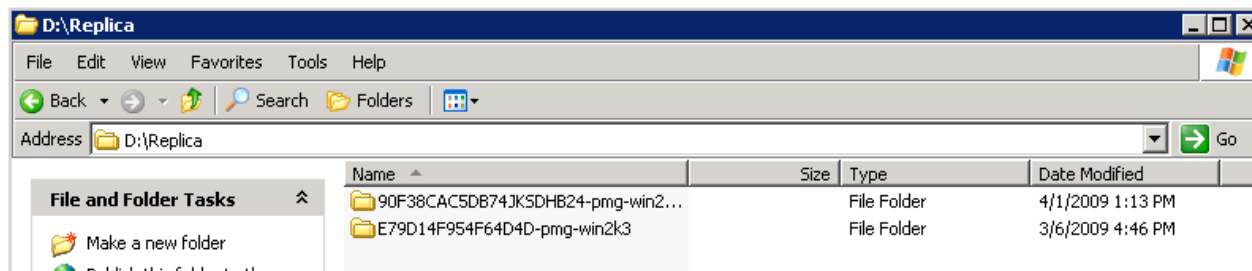 D:\Replica
File Edit View Favorites Tools Help
Back Search Folders
Address D:\Replica Go
Name Size Type Date Modified
File and Folder Tasks
90F38CAC5DB74JKSDHB24-pmg-win2... File Folder 4/1/2009 1:13 PM
E79D14F954F64D4D-pmg-win2k3 File Folder 3/6/2009 4:46 PM
Make a new folder